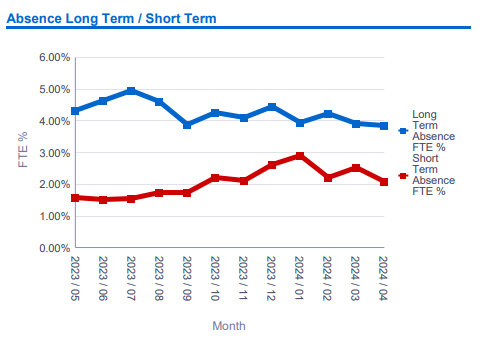 Absence Long Term / Short Term
6.00%
5.00%
4.00%
3.00%
2.00%
1.00%
0.00%
FTE %
2023 / 05
2023 / 06
2023 / 07
2023 / 08
2023 / 09
2023 / 10
2023 / 11
2023 / 12
2024 / 01
2024 / 02
2024 / 03
2024 / 04
Month
Long
Term
Absence
FTE %
Short
Term
Absence
FTE %